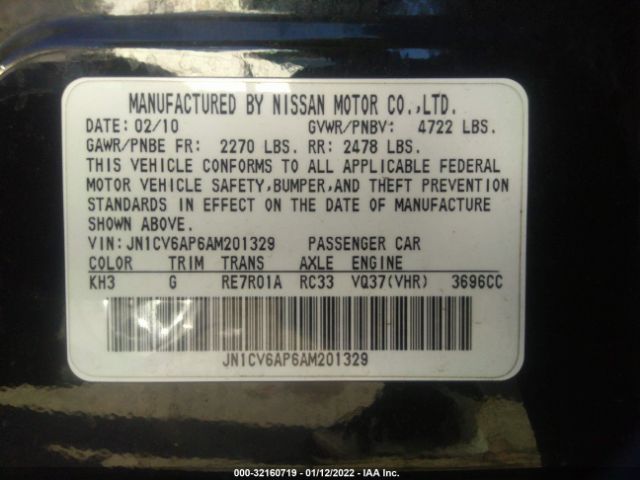 MANUFACTURED BY NISSAN MOTOR CO.,LTD.
DATE: 02/10 GVWR/PNBV: 4722 LBS.
GAWR/PNBE FR: 2270 LBS. RR: 2478 LBS.
THIS VEHICLE CONFORMS TO ALL APPLICABLE FEDERAL
MOTOR VEHICLE SAFETY,BUMPER,AND THEFT PREVENTION
STANDARDS IN EFFECT ON THE DATE OF MANUFACTURE
SHOWN ABOVE.
VIN: JN1CV6AP6AM201329 PASSENGER CAR
COLOR TRIM TRANS AXLE ENGINE
KH3 G RE7R01A RC33 VQ37(VHR) 3696CC
JN1CV6AP6AM201329
000-32160719 - 01/12/2022 - IAA Inc.